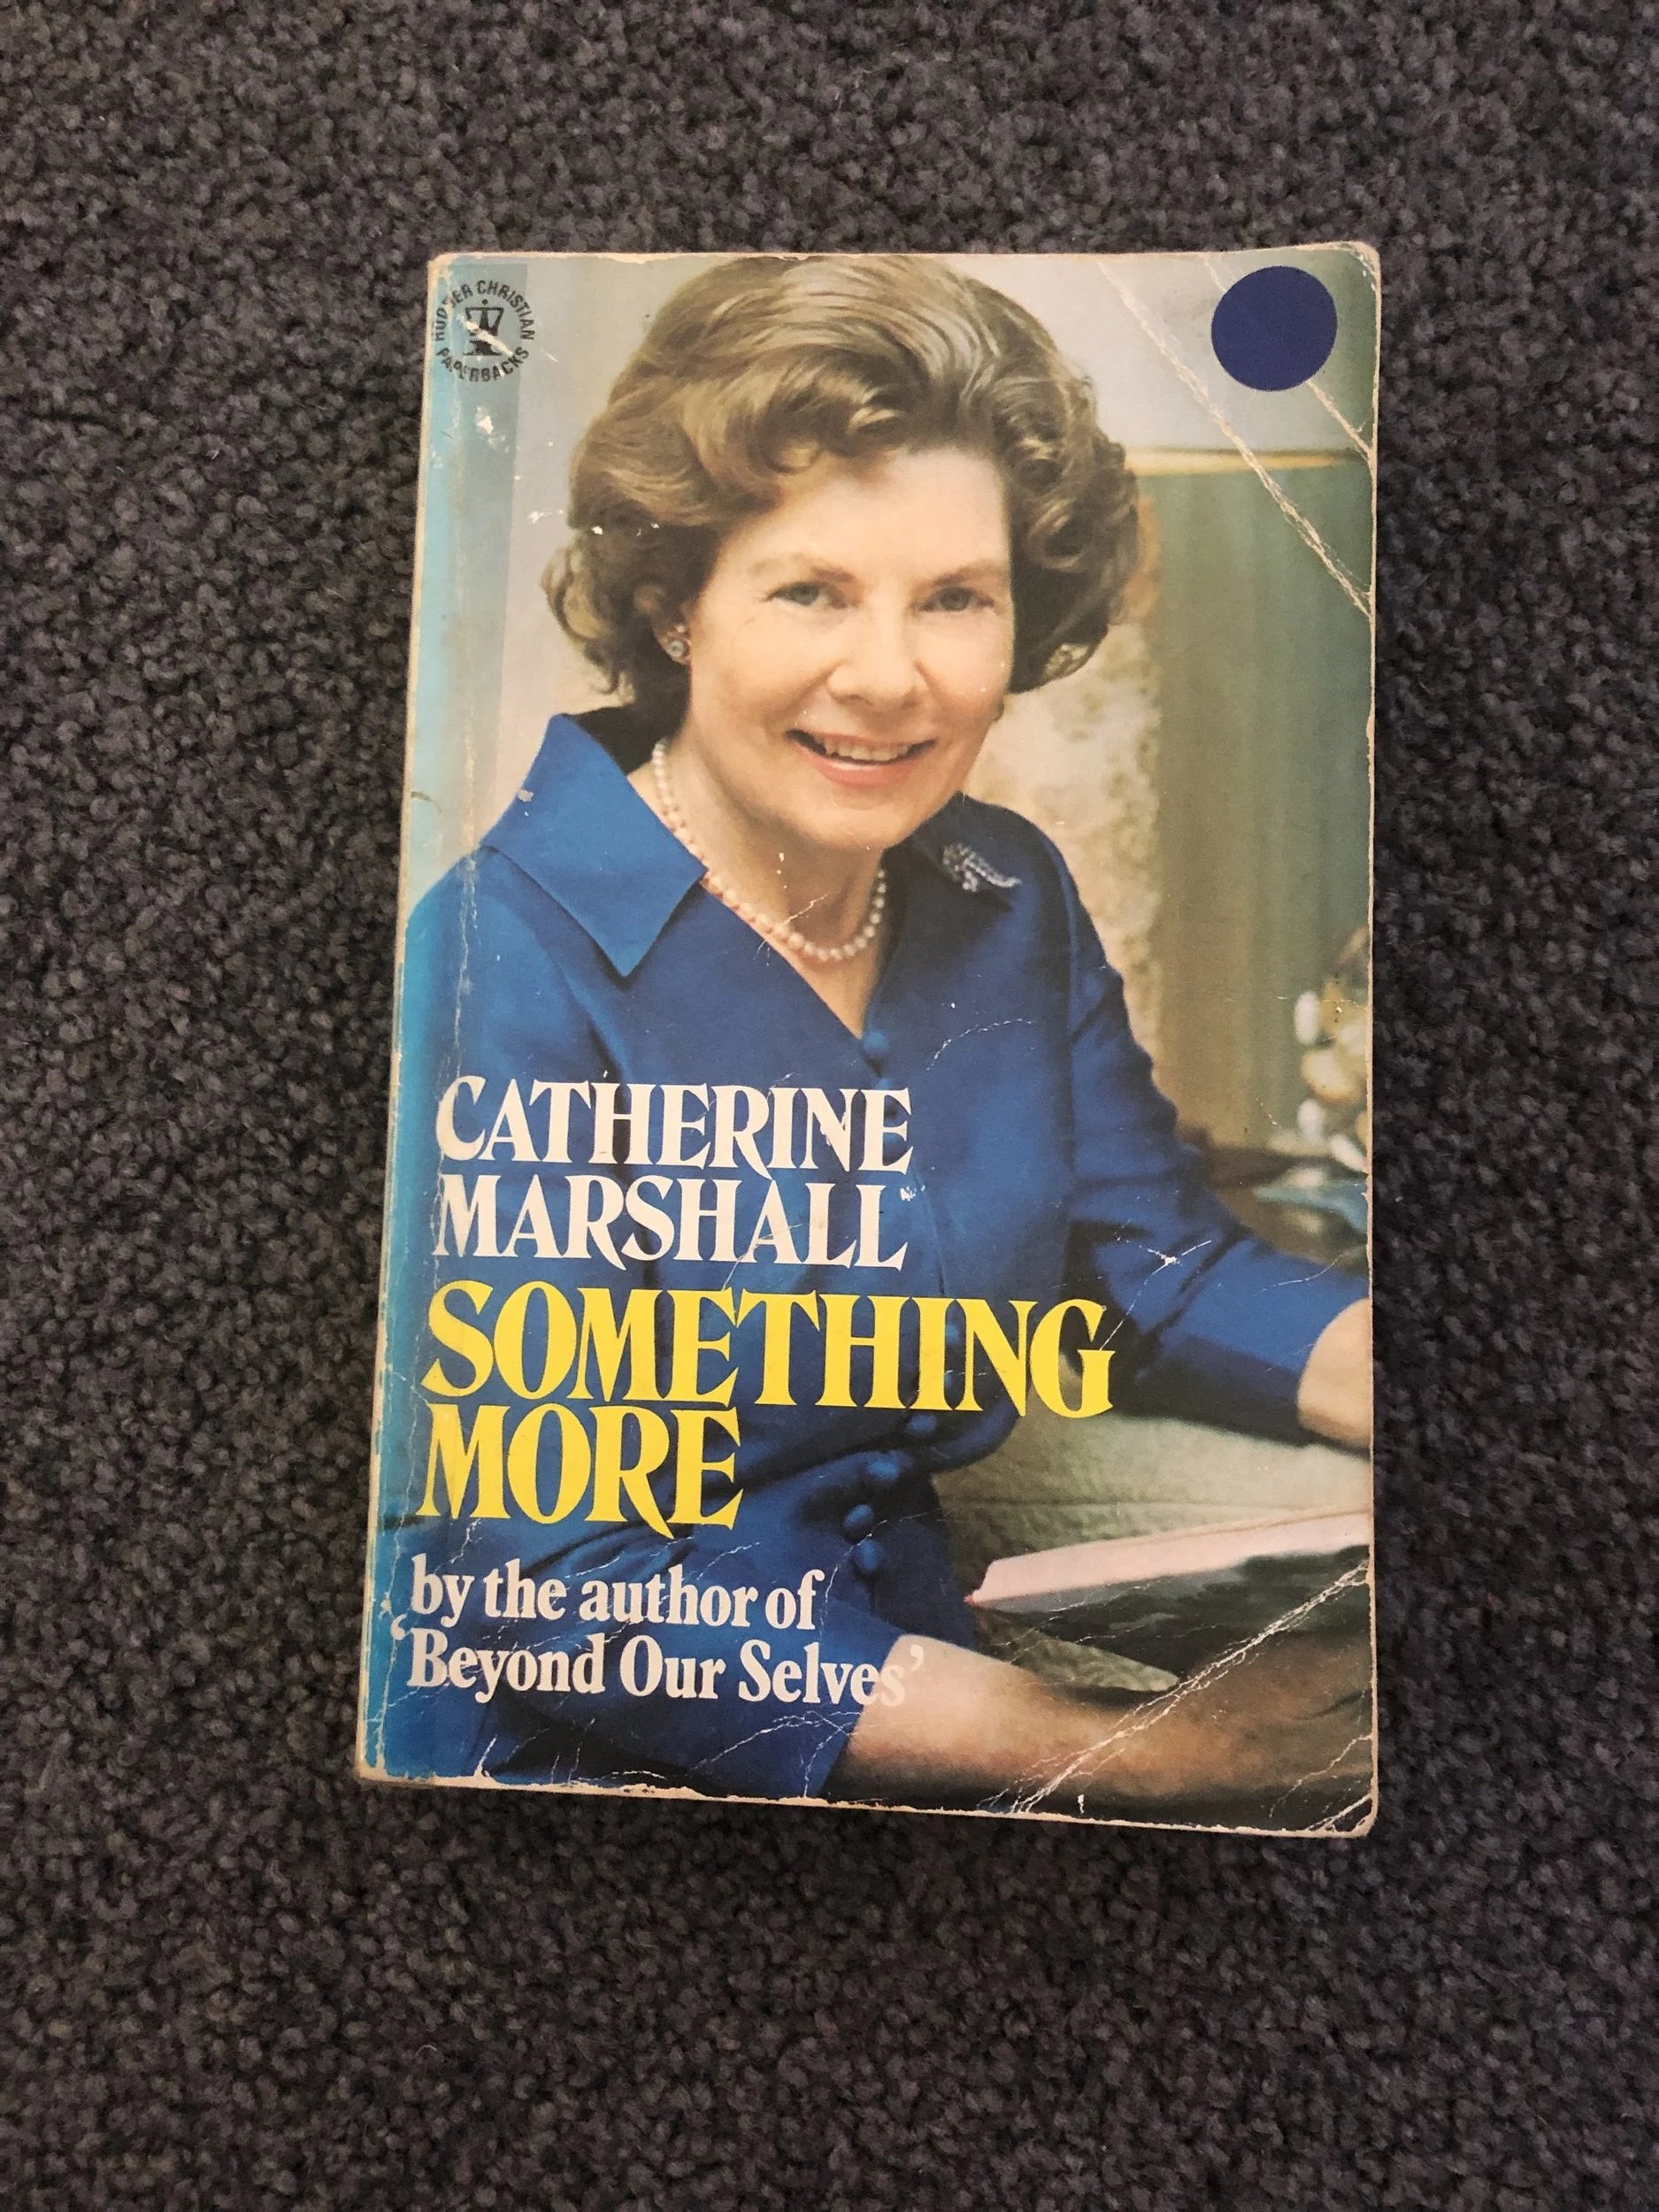 HODDER CHRISTIAN
PAPERBACKS
CATHERINE
MARSHALL
SOMETHING
MORE
by the author of
‘Beyond Our Selves’